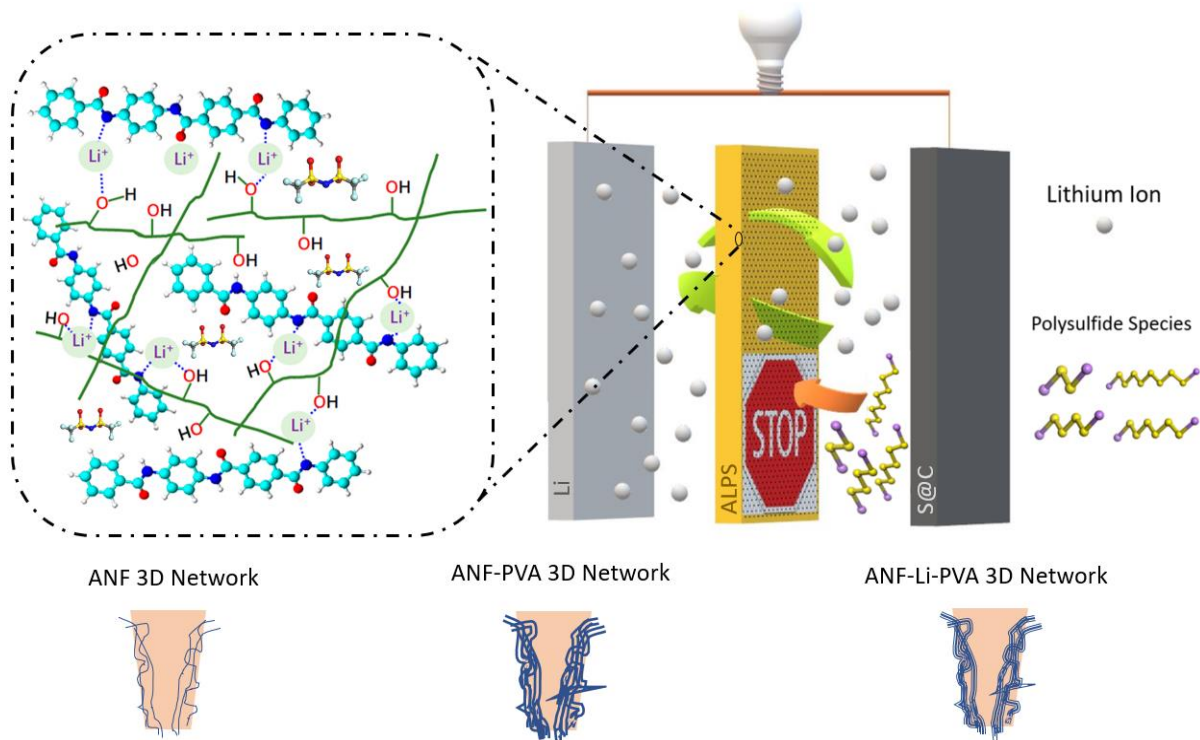 Li⁺
Li⁺
Li⁺
O
H
H
O
OH
OH
OH
OH
HO
OH
HO
Li⁺
Li⁺
Li⁺
Li⁺
OH
HO
OH
HO
Li⁺
Li
ALPS
STOP
S@C
Lithium Ion
Polysulfide Species
ANF 3D Network
ANF-PVA 3D Network
ANF-Li-PVA 3D Network